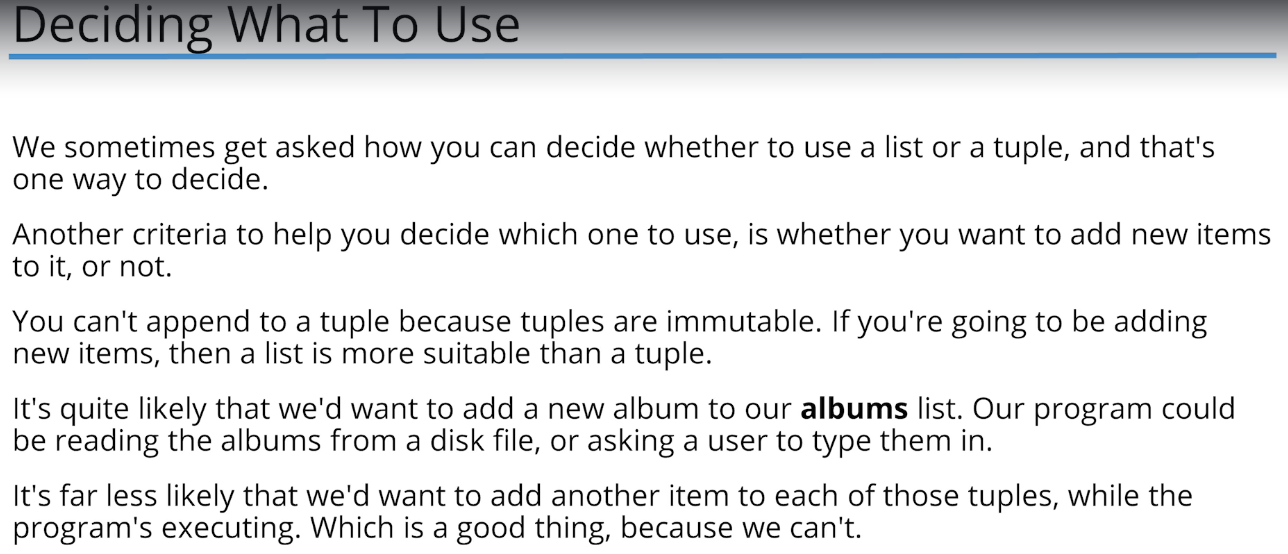 Deciding What To Use
We sometimes get asked how you can decide whether to use a list or a tuple, and that's
one way to decide.
Another criteria to help you decide which one to use, is whether you want to add new items
to it, or not.
You can't append to a tuple because tuples are immutable. If you're going to be adding
new items, then a list is more suitable than a tuple.
It's quite likely that we'd want to add a new album to our albums list. Our program could
be reading the albums from a disk file, or asking a user to type them in.
It's far less likely that we'd want to add another item to each of those tuples, while the
program's executing. Which is a good thing, because we can't.